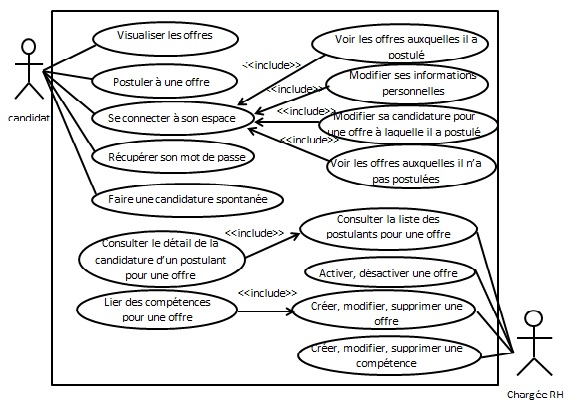 Visualiser les offres
Voir les offres auxquelles il a
postulé
<<include>>
Postuler à une offre
Modifier ses informations
personnelles
<<include>>
candidat
Se connecter à son espace
<<include>>
Modifier sa candidature pour
une offre à laquelle il a postulé
<<include>>
Récupérer son mot de passe
Voir les offres auxquelles il n'a
pas postulées
Faire une candidature spontanée
Consulter la liste des
postulants pour une offre
<<include>>
Consulter le détail de la
candidature d'un postulant
pour une offre
Activer, désactiver une offre
<<include>>
Lier des compétences
pour une offre
Créer, modifier, supprimer une
offre
Créer, modifier, supprimer une
compétence
Chargée RH